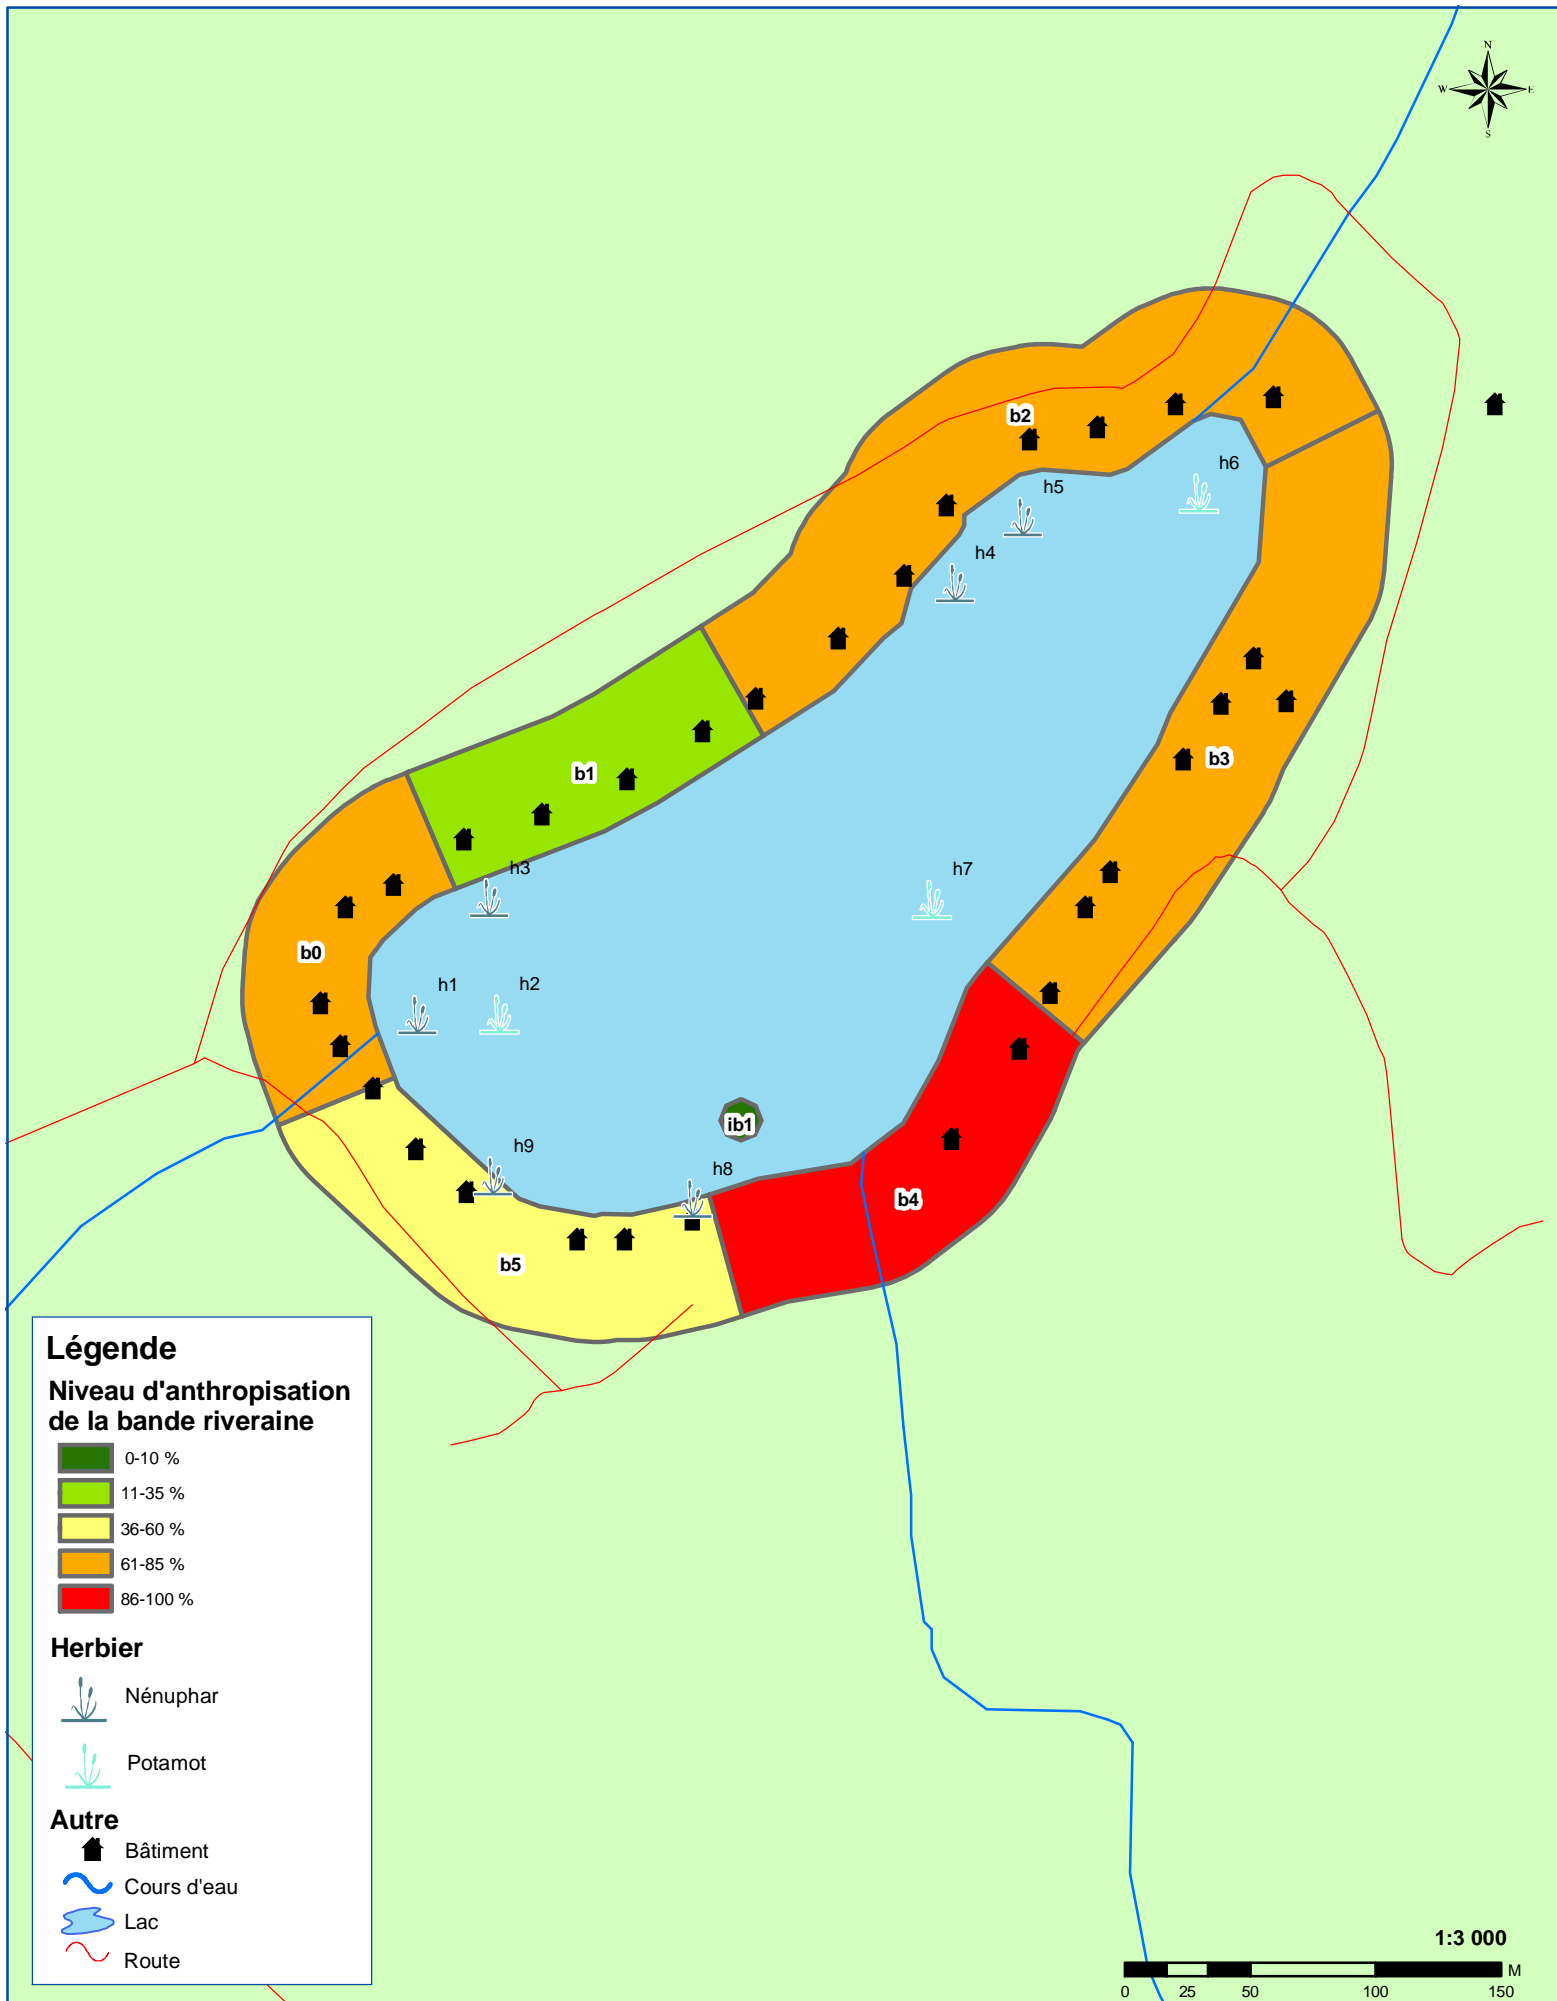 N
W E
S
b2
h6
h5
h4
b1
b3
h3
h7
b0
h1
h2
ib1
h9
h8
b4
b5
Légende
Niveau d'anthropisation
de la bande riveraine
0-10 %
11-35 %
36-60 %
61-85 %
86-100 %
Herbier
Nénuphar
Potamot
Autre
Bâtiment
Cours d'eau
Lac
Route
1:3 000
M
0 25 50 100 150